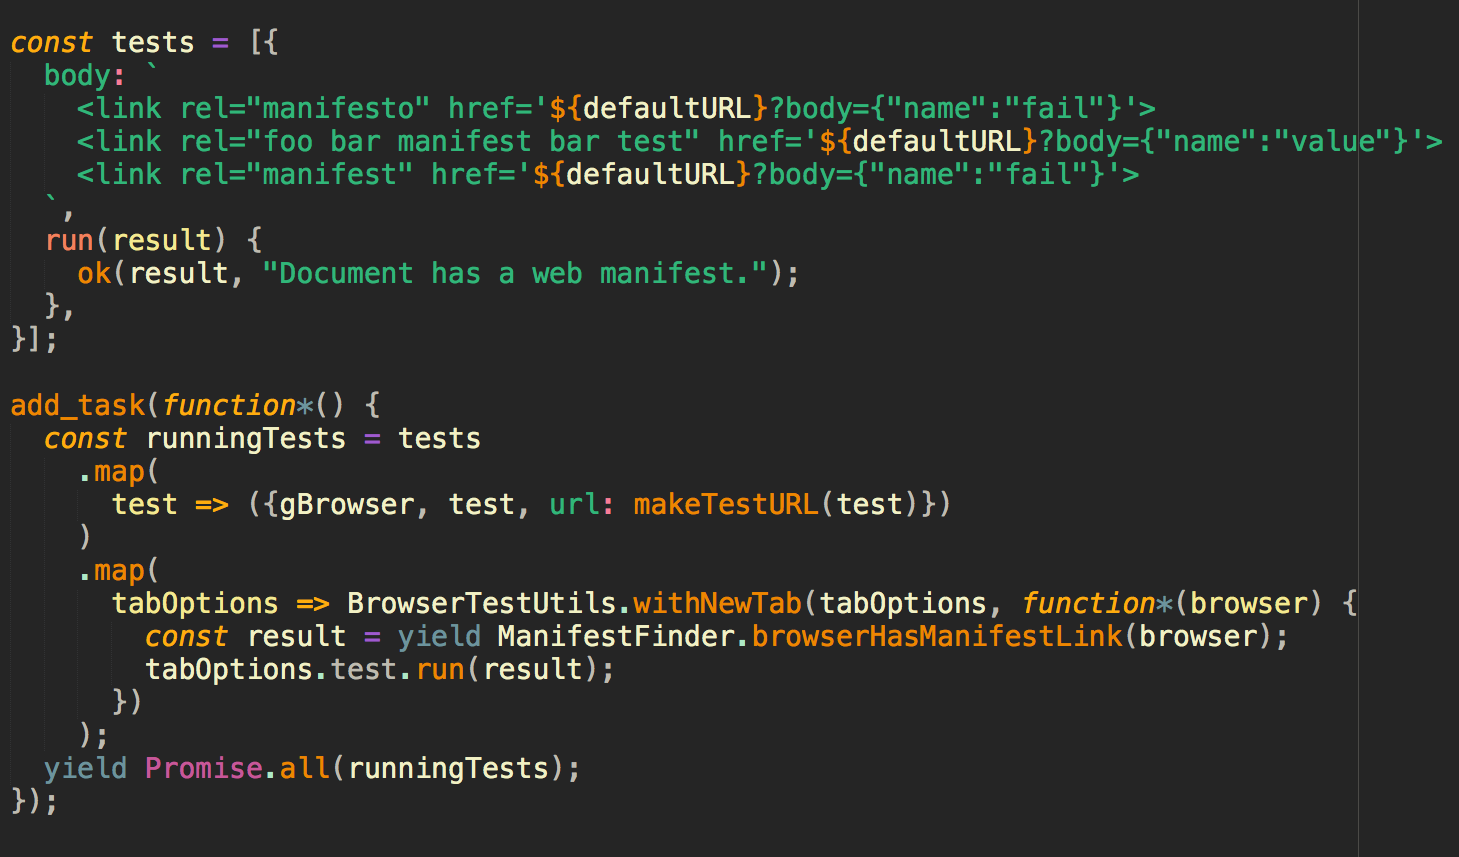 const tests = [{
  body: `
    <link rel="manifesto" href='${defaultURL}?body={"name":"fail"}'>
    <link rel="foo bar manifest bar test" href='${defaultURL}?body={"name":"value"}'>
    <link rel="manifest" href='${defaultURL}?body={"name":"fail"}'>
  `,
  run(result) {
    ok(result, "Document has a web manifest.");
  },
}];

add_task(function*() {
  const runningTests = tests
    .map(
      test => ({gBrowser, test, url: makeTestURL(test)})
    )
    .map(
      tabOptions => BrowserTestUtils.withNewTab(tabOptions, function*(browser) {
        const result = yield ManifestFinder.browserHasManifestLink(browser);
        tabOptions.test.run(result);
      })
    );
  yield Promise.all(runningTests);
});